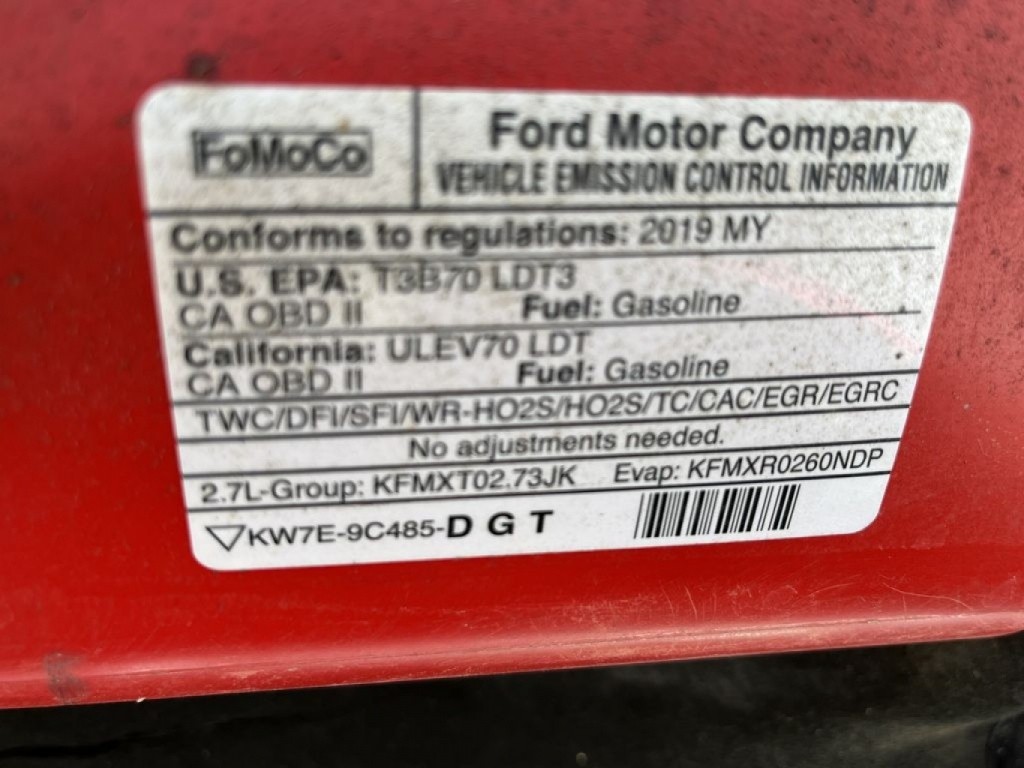 FoMoCo
Ford Motor Company
VEHICLE EMISSION CONTROL INFORMATION
Conforms to regulations: 2019 MY
U.S. EPA: T3B70 LDT3
CA OBD II Fuel: Gasoline
California: ULEV70 LDT
CA OBD II Fuel: Gasoline
TWC/DFI/SFI/WR-HO2S/HO2S/TC/CAC/EGR/EGRC
No adjustments needed.
2.7L-Group: KFMXT02.73JK Evap: KFMXR0260NDP
▽KW7E-9C485-DGT